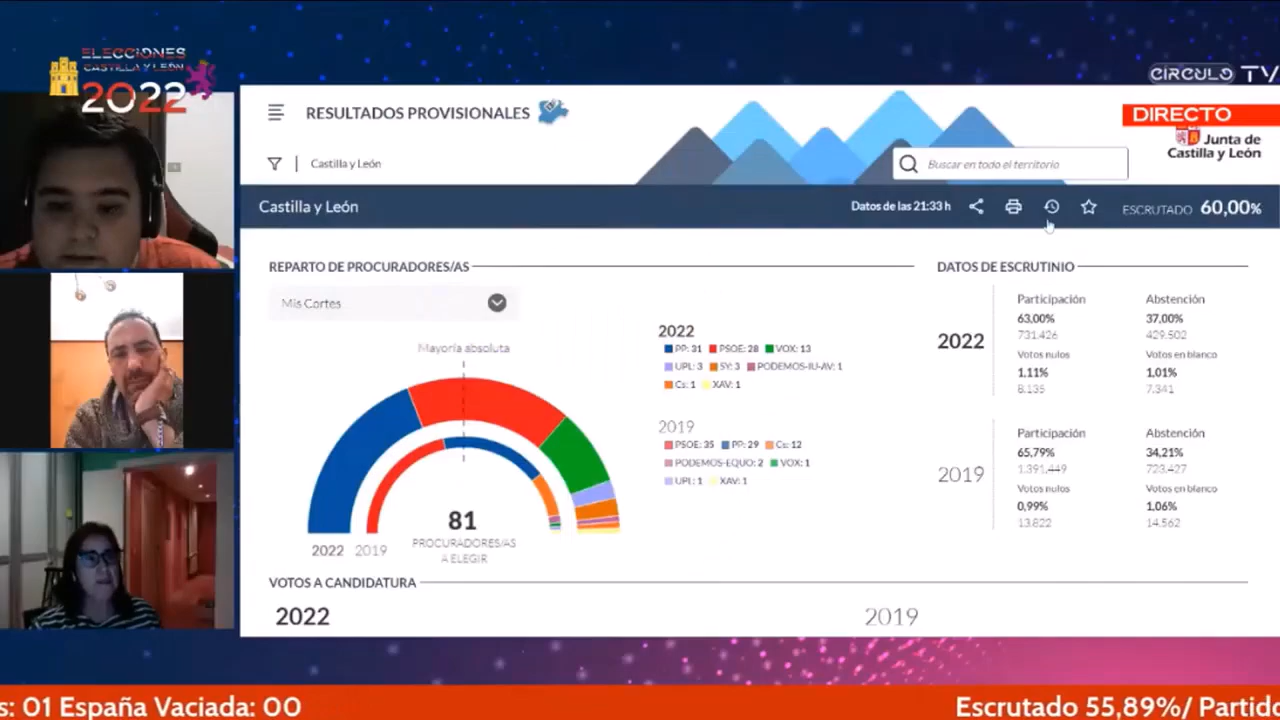 ELECCIONES
CASTILLA Y LEÓN
2022
CÍRCULO TV
RESULTADOS PROVISIONALES
DIRECTO
Junta de
Castilla y León
Castilla y León
Buscar en todo el territorio
Castilla y León
Datos de las 21:33 h
ESCRUTADO 60,00%
REPARTO DE PROCURADORES/AS
DATOS DE ESCRUTINIO
Mis Cortes
Mayoría absoluta
2022
PP: 31 PSOE: 28 VOX: 13
UPL: 3 SY: 3 PODEMOS-IU-AV: 1
Cs: 1 XAV: 1
2019
PSOE: 35 PP: 29 Cs: 12
PODEMOS-EQUO: 2 VOX: 1
UPL: 1 XAV: 1
81
PROCURADORES/AS
A ELEGIR
2022 2019
2022
Participación Abstención
63,00% 37,00%
731.426 429.502
Votos nulos Votos en blanco
1,11% 1,01%
8.135 7.341
2019
Participación Abstención
65,79% 34,21%
1.391.449 723.427
Votos nulos Votos en blanco
0,99% 1,06%
13.822 14.562
VOTOS A CANDIDATURA
2022 2019
s: 01 España Vaciada: 00
Escrutado 55,89%/ Partido